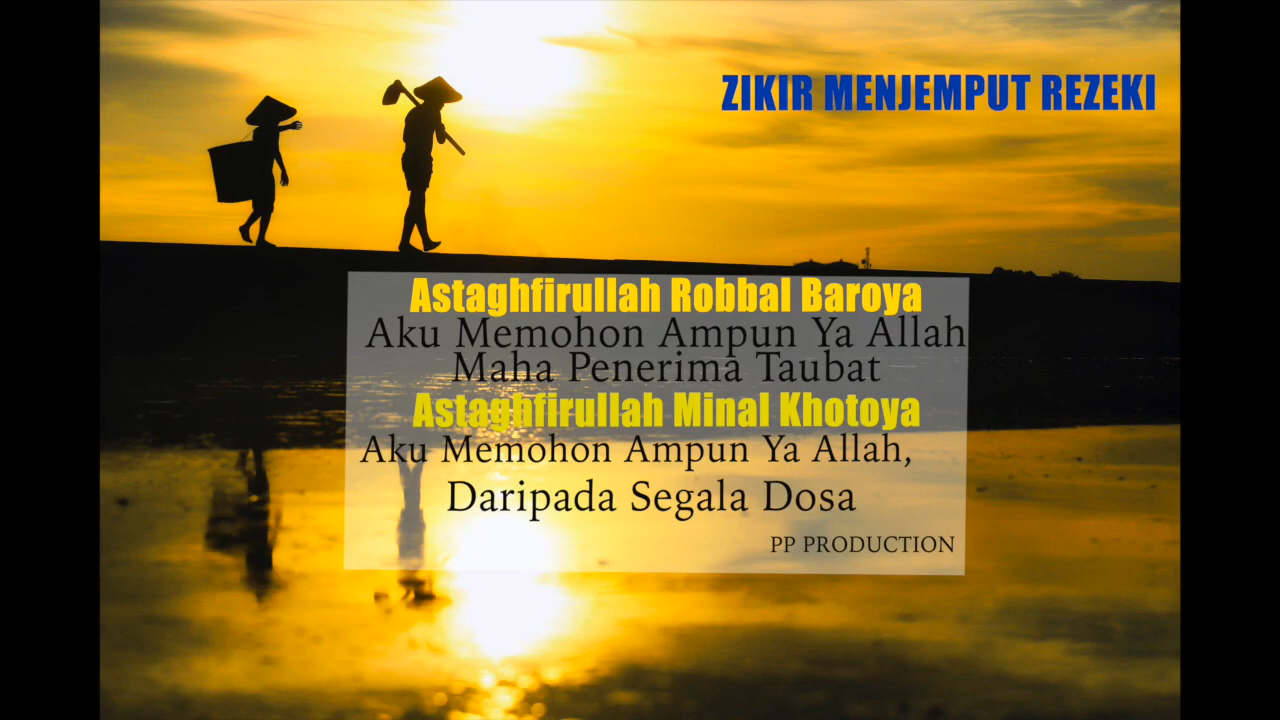 ZIKIR MENJEMPUT REZEKI
Astaghfirullah Robbal Baroya
Aku Memohon Ampun Ya Allah
Maha Penerima Taubat
Astaghfirullah Minal Khotoya
Aku Memohon Ampun Ya Allah,
Daripada Segala Dosa
PP PRODUCTION